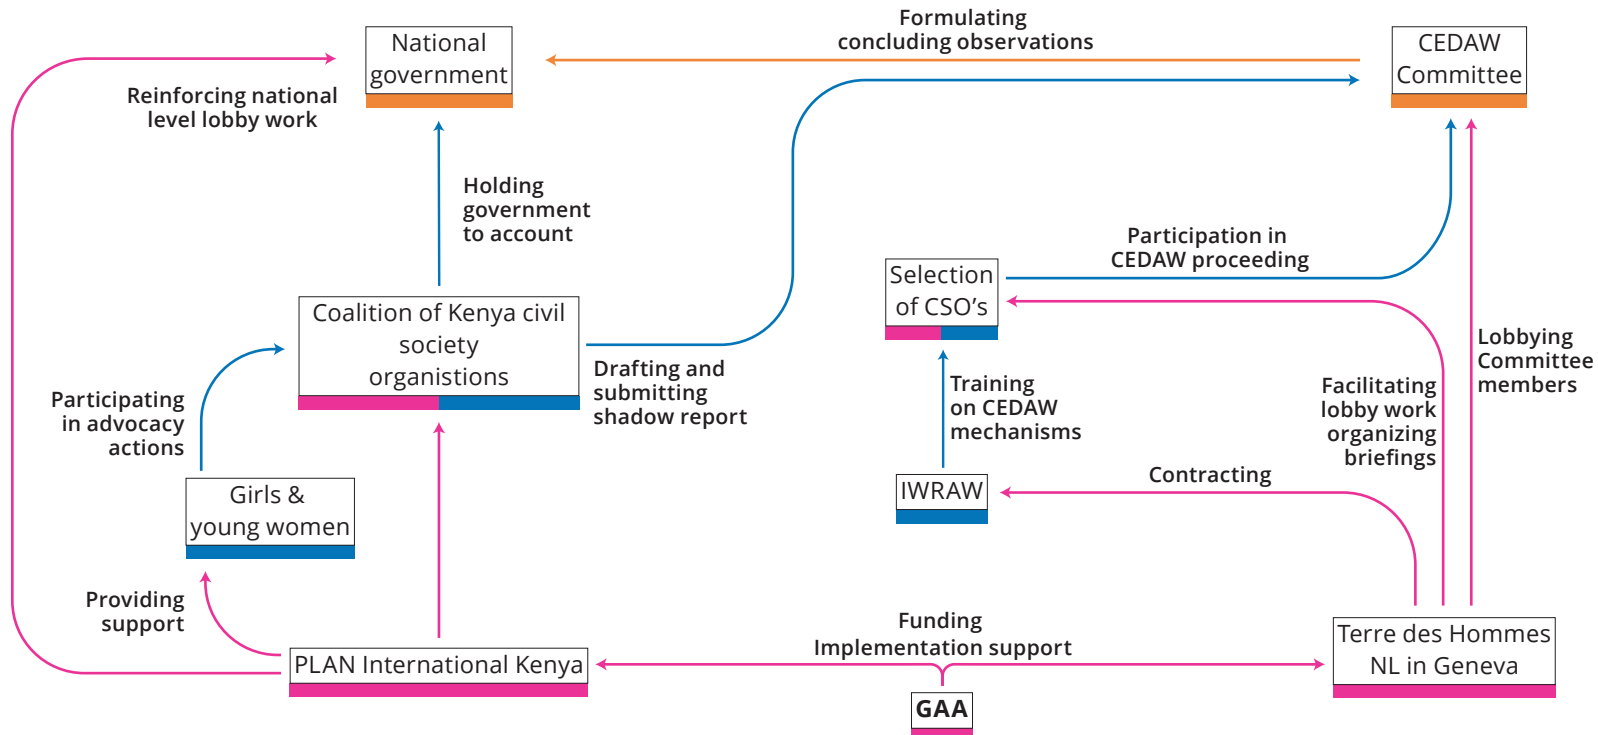 Formulating
concluding observations
National
government
CEDAW
Committee
Reinforcing national
level lobby work
Holding
government
to account
Participation in
CEDAW proceeding
Selection
of CSO's
Coalition of Kenya civil
society
organistions
Drafting and
submitting
shadow report
Lobbying
Committee
members
Training
on CEDAW
mechanisms
Facilitating
lobby work
organizing
briefings
Participating
in advocacy
actions
Contracting
IWRAW
Girls &
young women
Providing
support
Funding
Implementation support
PLAN International Kenya
Terre des Hommes
NL in Geneva
GAA